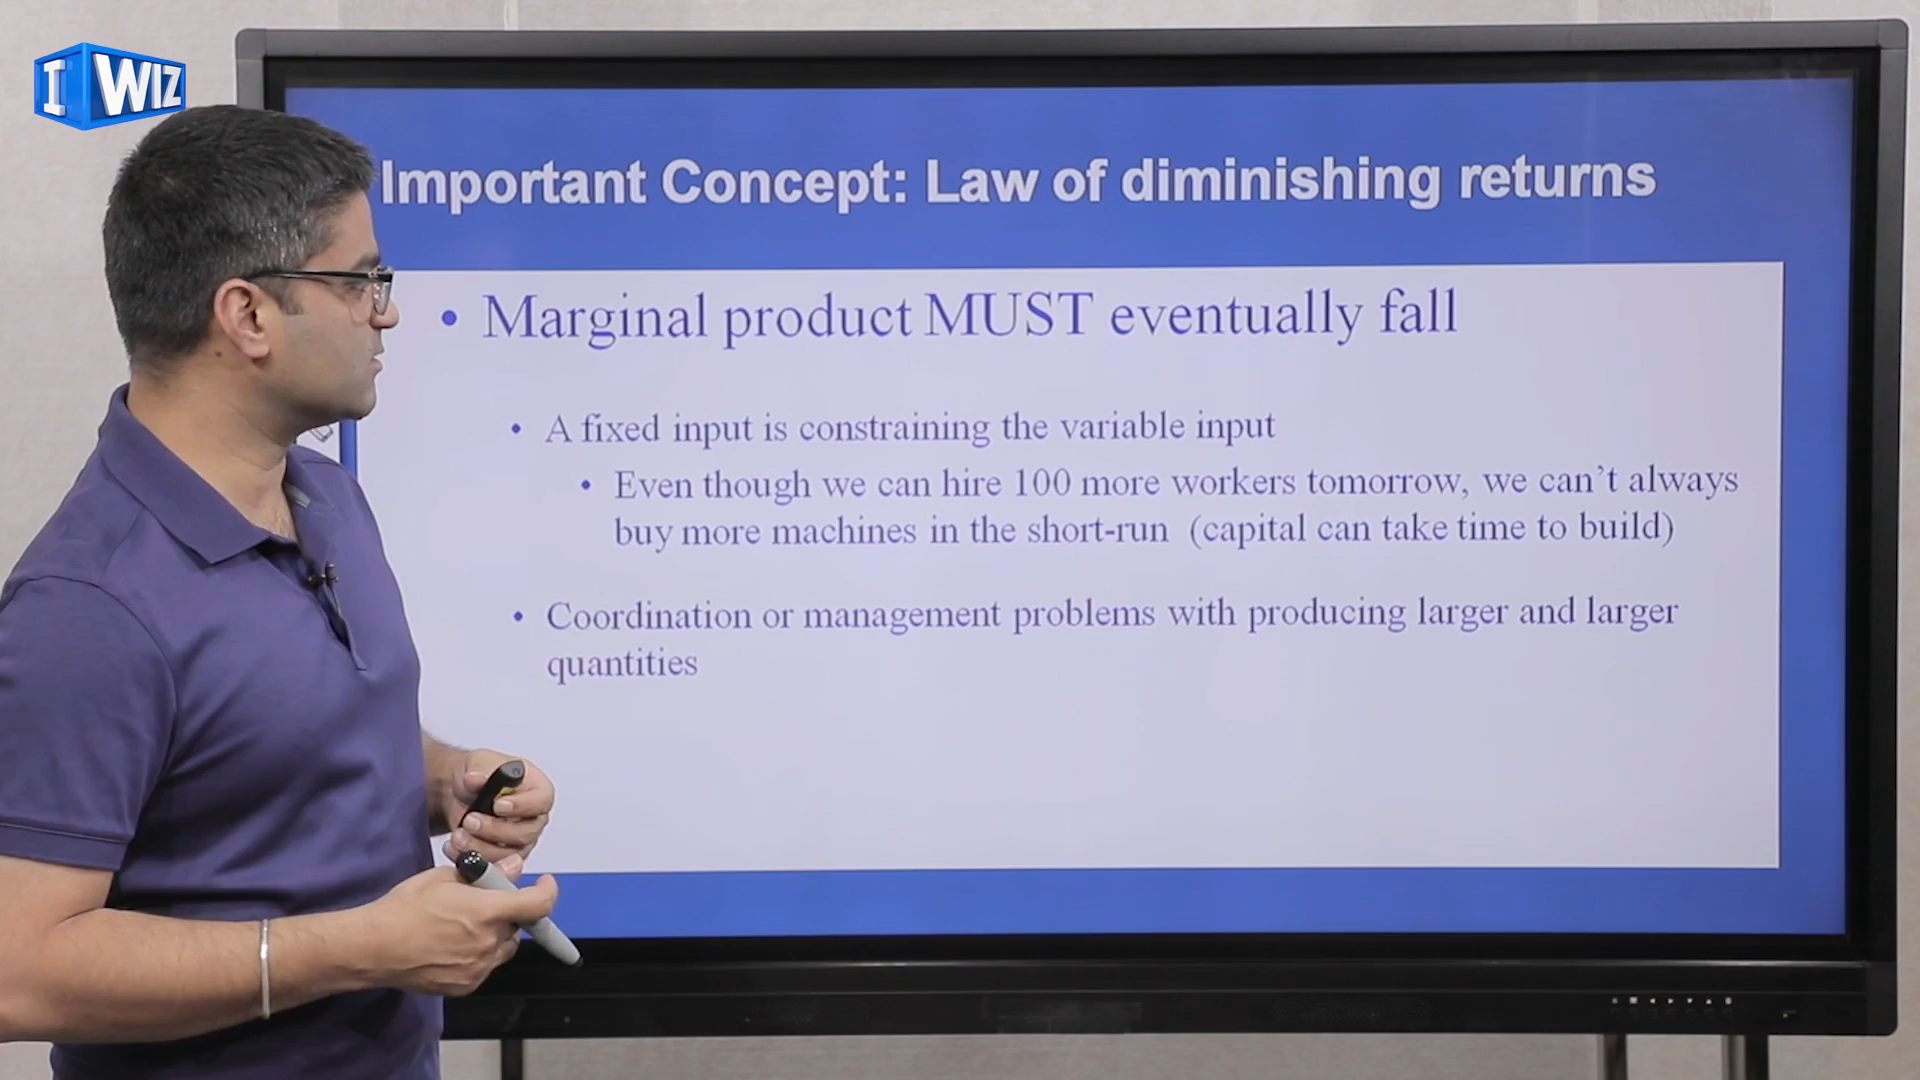 I WIZ
Important Concept: Law of diminishing returns
• Marginal product MUST eventually fall
• A fixed input is constraining the variable input
• Even though we can hire 100 more workers tomorrow, we can’t always
buy more machines in the short-run (capital can take time to build)
• Coordination or management problems with producing larger and larger
quantities